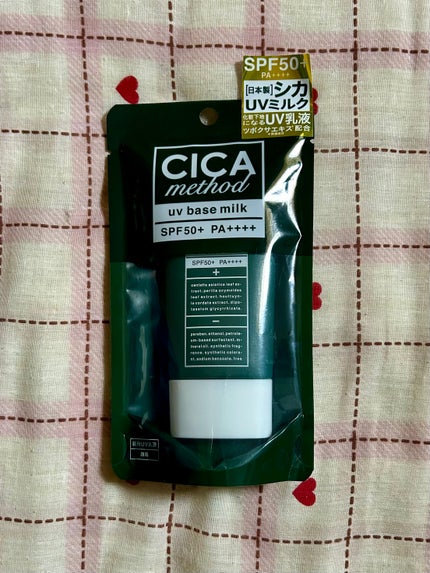 SPF50+
PA++++
[日本製]シカ
UVミルク
化粧下地
になるUV乳液
ツボクサエキス配合
CICA
method
uv base milk
SPF50+ PA++++
SPF50+ PA++++
+
centella asiatica leaf ex-
tract, perilla ocymoides
leaf extract, houttuyn-
ia cordata extract, dipo-
tassium glycyrrhizate.
−
paraben, ethanol, petrole-
um-based surfactant, mi-
neral oil, synthetic frag-
rance, synthetic colora-
nt, sodium benzoate, free